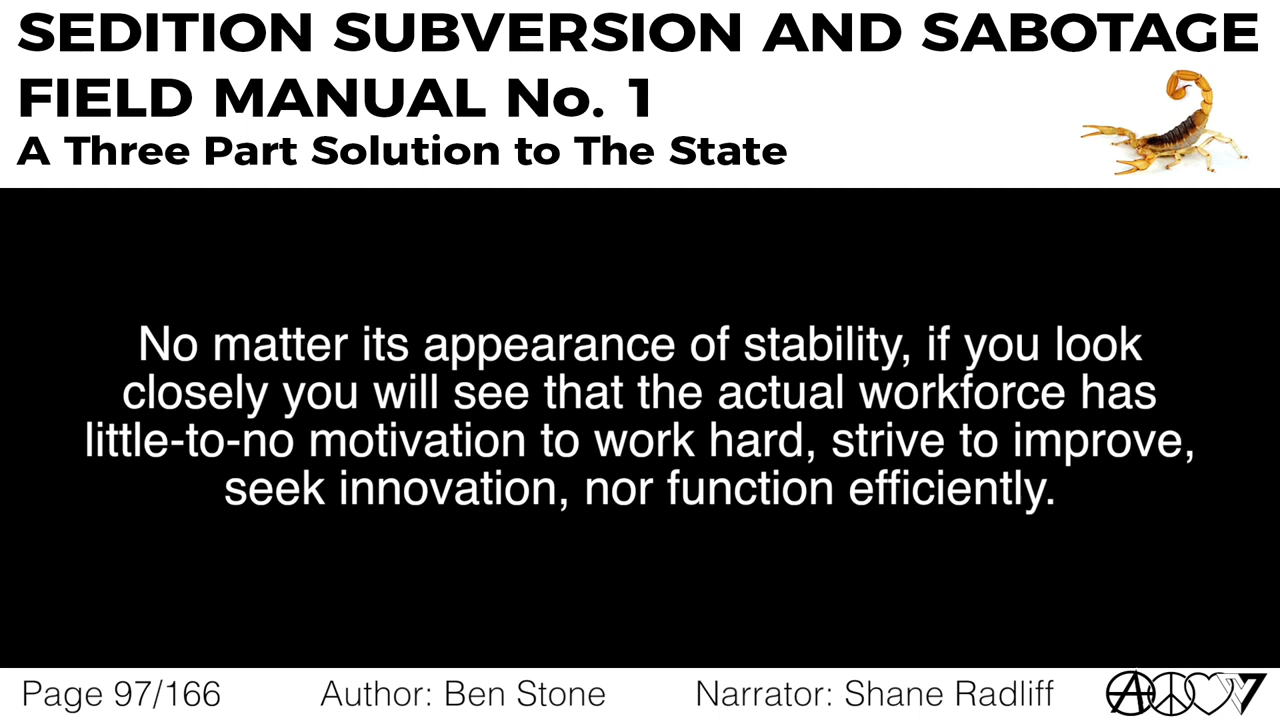 SEDITION SUBVERSION AND SABOTAGE
FIELD MANUAL No. 1
A Three Part Solution to The State
No matter its appearance of stability, if you look
closely you will see that the actual workforce has
little-to-no motivation to work hard, strive to improve,
seek innovation, nor function efficiently.
Page 97/166 Author: Ben Stone Narrator: Shane Radliff